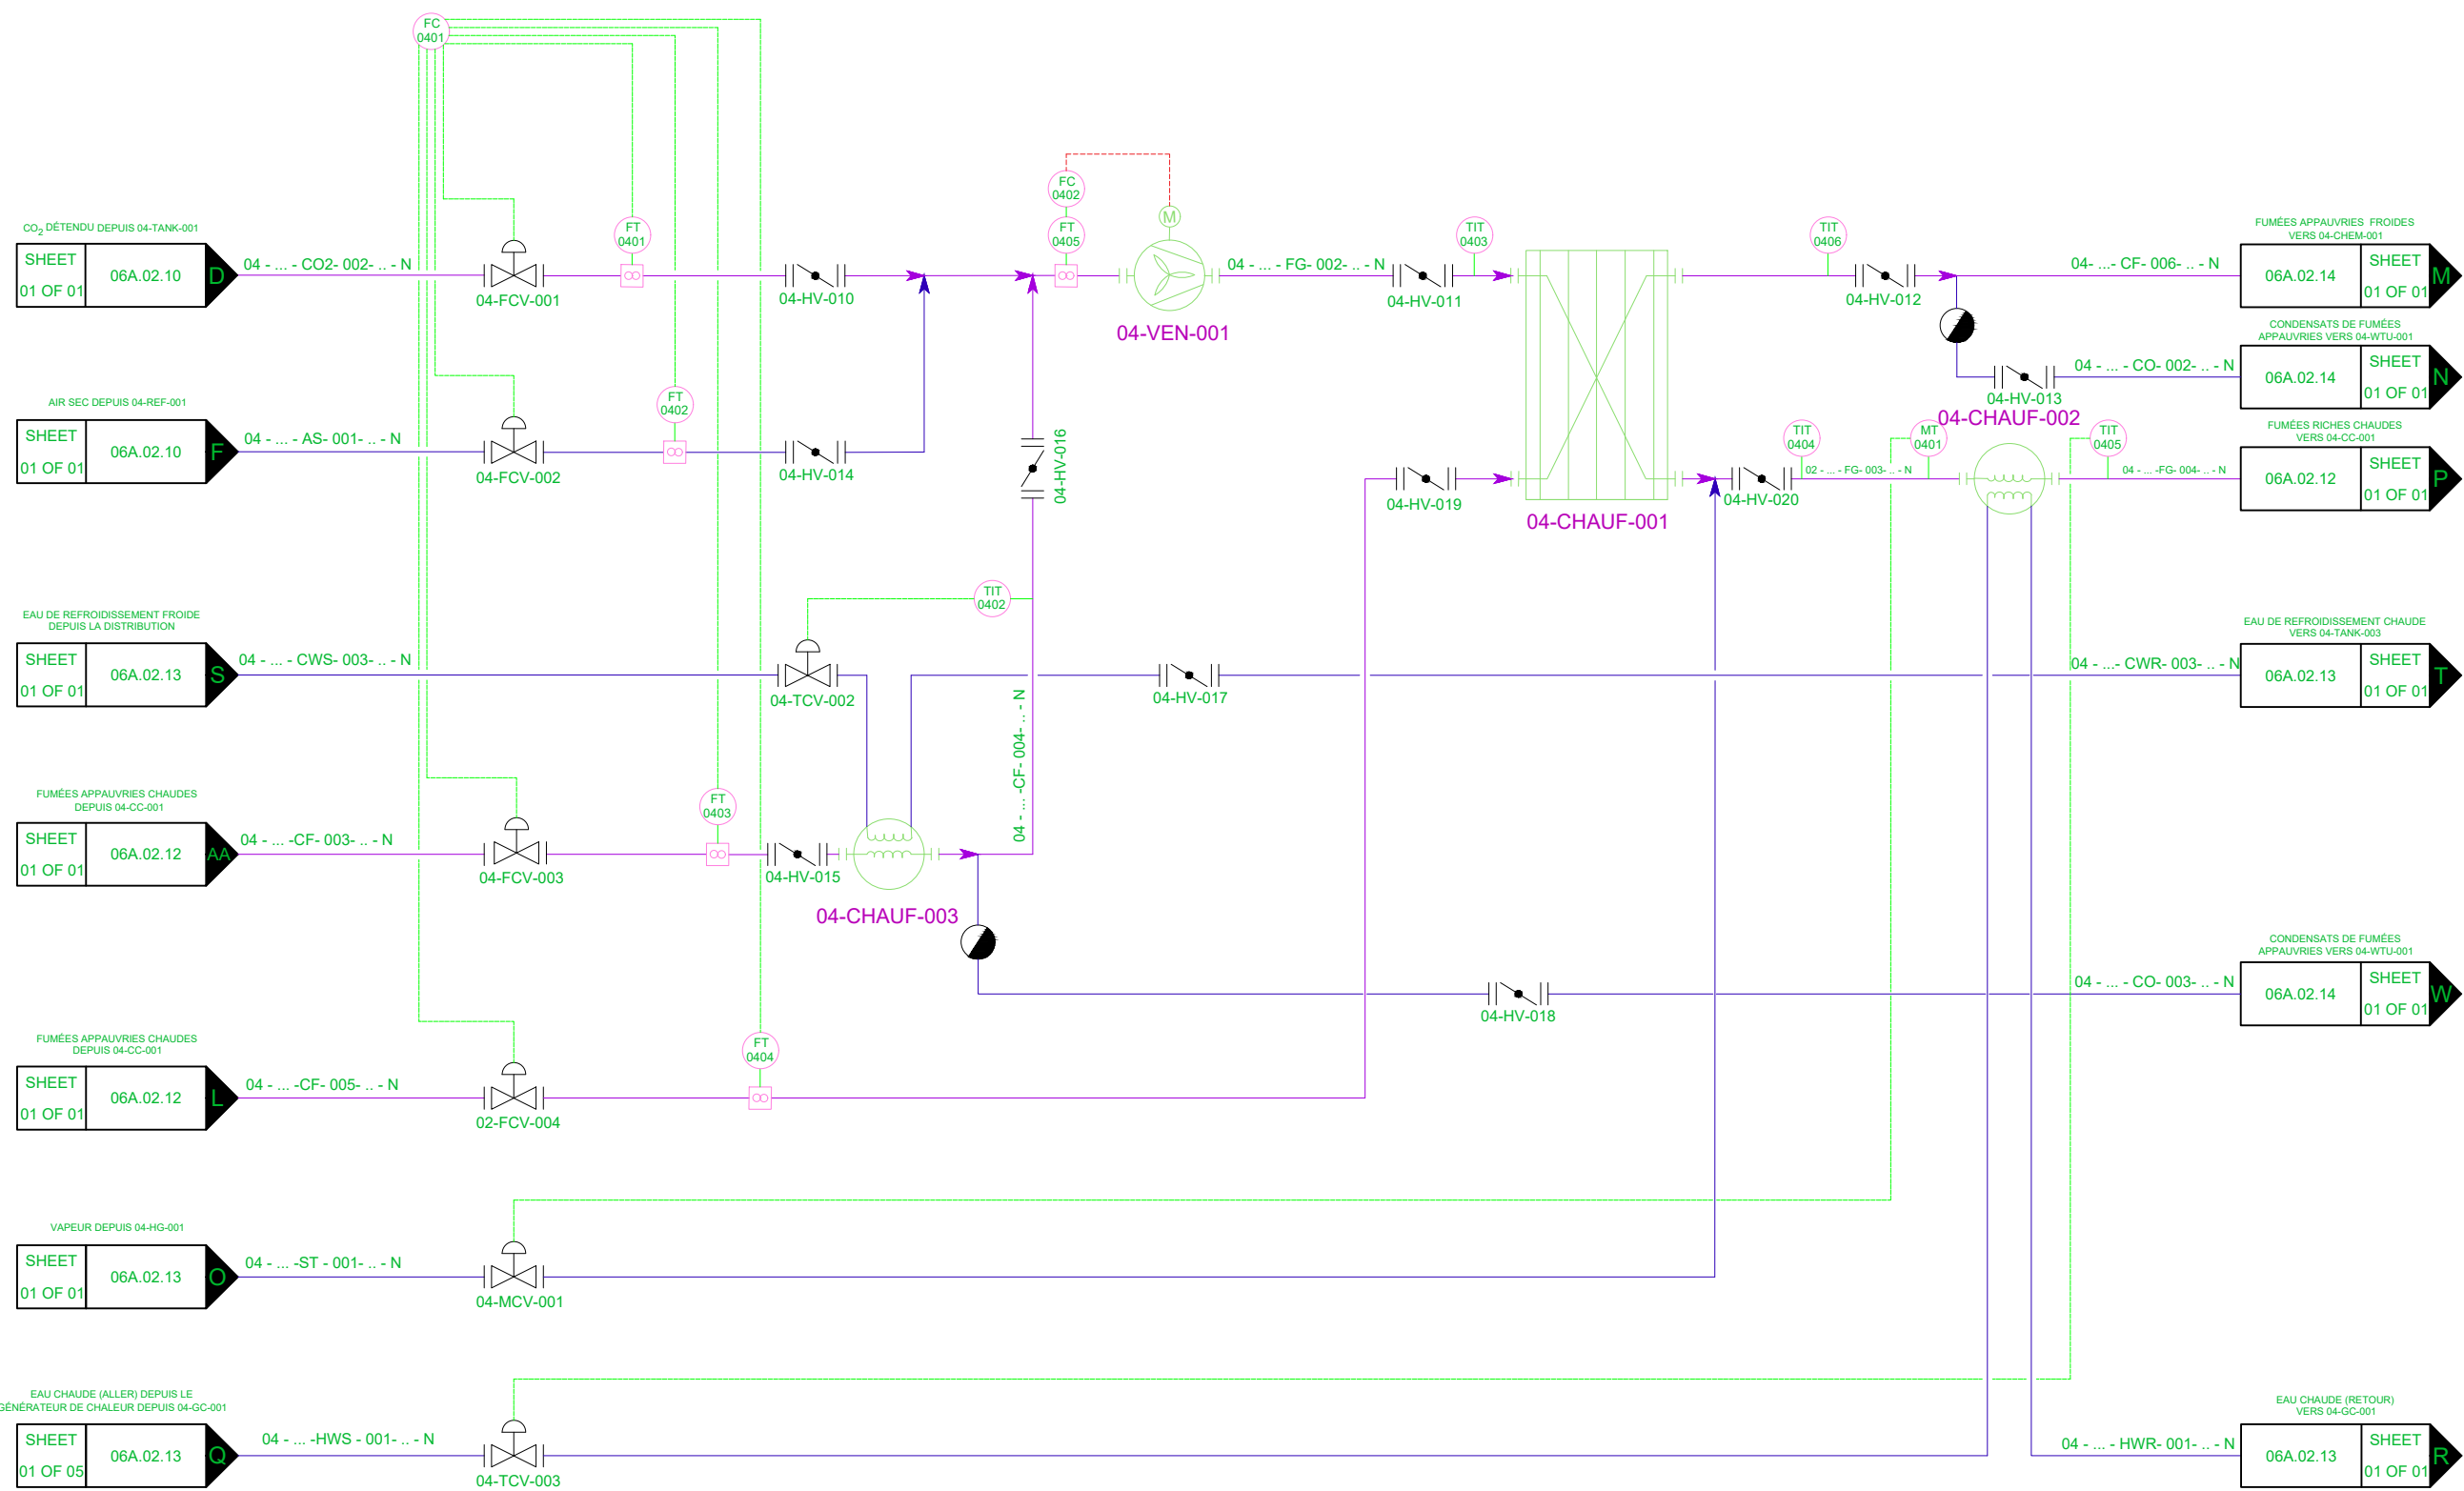 FC
0401
FC
0402
M
CO2 DÉTENDU DEPUIS 04-TANK-001
SHEET
01 OF 01
06A.02.10
D
04 - ... - CO2- 002- .. - N
04-FCV-001
FT
0401
04-HV-010
FT
0405
04-VEN-001
04 - ... - FG- 002- .. - N
04-HV-011
TIT
0403
TIT
0406
04-HV-012
04- ...- CF- 006- .. - N
FUMÉES APPAUVRIES FROIDES
VERS 04-CHEM-001
06A.02.14
SHEET
01 OF 01
M
CONDENSATS DE FUMÉES
APPAUVRIES VERS 04-WTU-001
04 - ... - CO- 002- .. - N
06A.02.14
SHEET
01 OF 01
N
04-HV-013
04-CHAUF-002
AIR SEC DEPUIS 04-REF-001
SHEET
01 OF 01
06A.02.10
F
04 - ... - AS- 001- .. - N
04-FCV-002
FT
0402
04-HV-014
04-HV-016
04-HV-019
04-CHAUF-001
04-HV-020
TIT
0404
02 - ... - FG- 003- .. - N
MT
0401
TIT
0405
04 - ... -FG- 004- .. - N
FUMÉES RICHES CHAUDES
VERS 04-CC-001
06A.02.12
SHEET
01 OF 01
P
EAU DE REFROIDISSEMENT FROIDE
DEPUIS LA DISTRIBUTION
SHEET
01 OF 01
06A.02.13
S
04 - ... - CWS- 003- .. - N
04-TCV-002
TIT
0402
04-HV-017
04 - ...- CWR- 003- .. - N
EAU DE REFROIDISSEMENT CHAUDE
VERS 04-TANK-003
06A.02.13
SHEET
01 OF 01
T
04 - ... -CF- 004- .. - N
FUMÉES APPAUVRIES CHAUDES
DEPUIS 04-CC-001
SHEET
01 OF 01
06A.02.12
AA
04 - ... -CF- 003- .. - N
04-FCV-003
FT
0403
04-HV-015
04-CHAUF-003
04-HV-018
04 - ... - CO- 003- .. - N
CONDENSATS DE FUMÉES
APPAUVRIES VERS 04-WTU-001
06A.02.14
SHEET
01 OF 01
W
FUMÉES APPAUVRIES CHAUDES
DEPUIS 04-CC-001
SHEET
01 OF 01
06A.02.12
L
04 - ... -CF- 005- .. - N
02-FCV-004
FT
0404
VAPEUR DEPUIS 04-HG-001
SHEET
01 OF 01
06A.02.13
O
04 - ... -ST - 001- .. - N
04-MCV-001
EAU CHAUDE (ALLER) DEPUIS LE
GÉNÉRATEUR DE CHALEUR DEPUIS 04-GC-001
SHEET
01 OF 05
06A.02.13
Q
04 - ... -HWS - 001- .. - N
04-TCV-003
04 - ... - HWR- 001- .. - N
EAU CHAUDE (RETOUR)
VERS 04-GC-001
06A.02.13
SHEET
01 OF 01
R